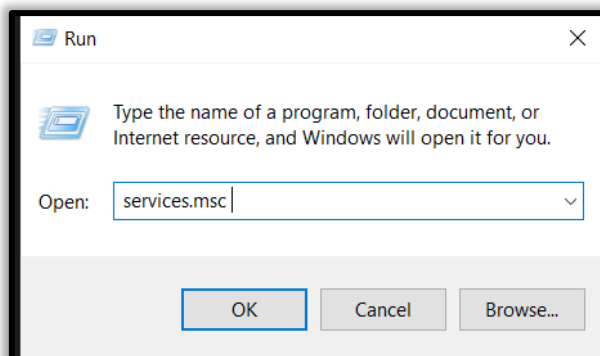 Run
Type the name of a program, folder, document, or
Internet resource, and Windows will open it for you.
Open: services.msc
OK Cancel Browse...